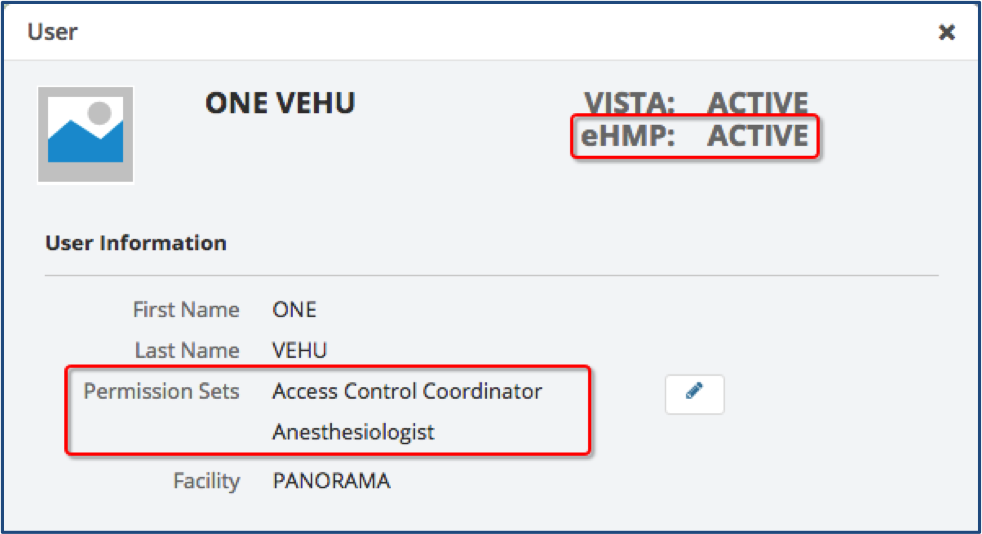 User
ONE VEHU
VISTA: ACTIVE
eHMP: ACTIVE
User Information
First Name ONE
Last Name VEHU
Permission Sets Access Control Coordinator
Anesthesiologist
Facility PANORAMA